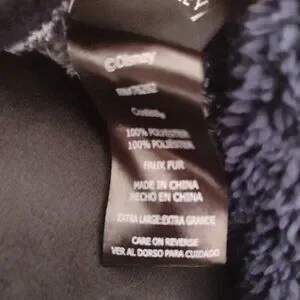 ©Disney
100% POLYESTER
100% POLIÉSTER
FAUX FUR
MADE IN CHINA
HECHO EN CHINA
EXTRA LARGE:EXTRA GRANDE
CARE ON REVERSE
VER AL DORSO PARA CUIDADO